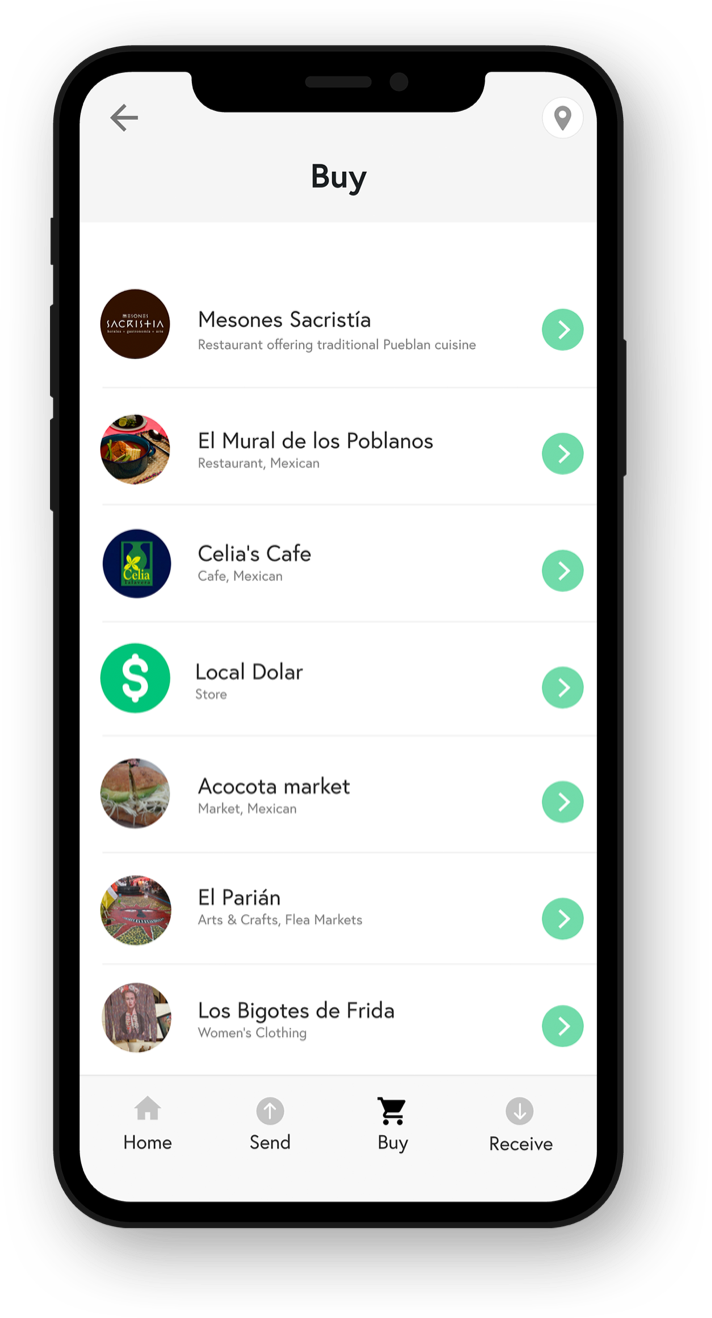 Buy
MESONES
SACRISTIA
Mesones Sacristía
Restaurant offering traditional Pueblan cuisine
El Mural de los Poblanos
Restaurant, Mexican
Celia
Celia's Cafe
Cafe, Mexican
$
Local Dolar
Store
Acocota market
Market, Mexican
El Parián
Arts & Crafts, Flea Markets
Los Bigotes de Frida
Women's Clothing
Home
Send
Buy
Receive